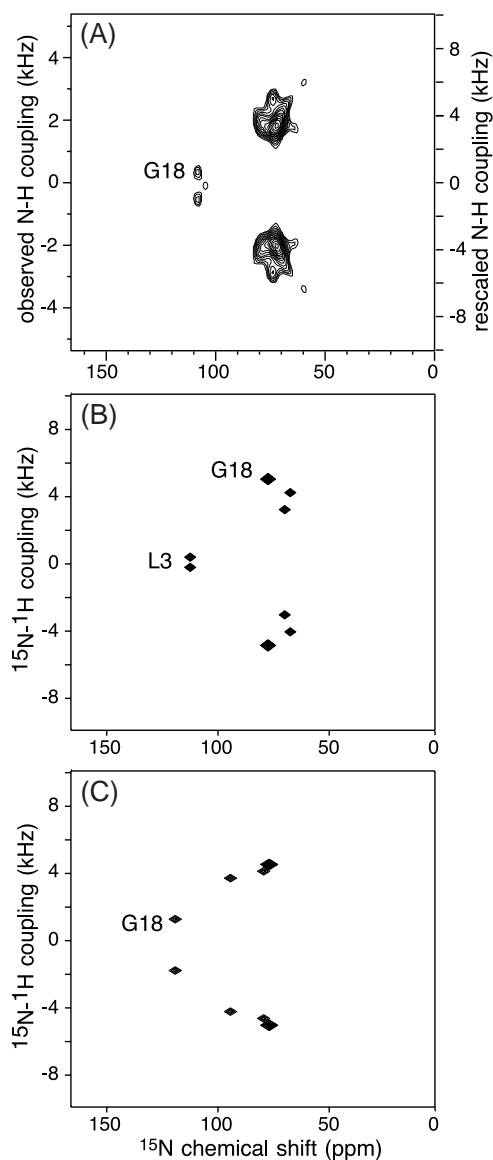 (A)
observed N-H coupling (kHz)
4
2
0
-2
-4
G18
rescaled N-H coupling (kHz)
8
4
0
-4
-8
150
100
50
0
(B)
15N-1H coupling (kHz)
8
4
0
-4
-8
G18
L3
150
100
50
0
(C)
15N-1H coupling (kHz)
8
4
0
-4
-8
G18
150
100
50
0
15N chemical shift (ppm)